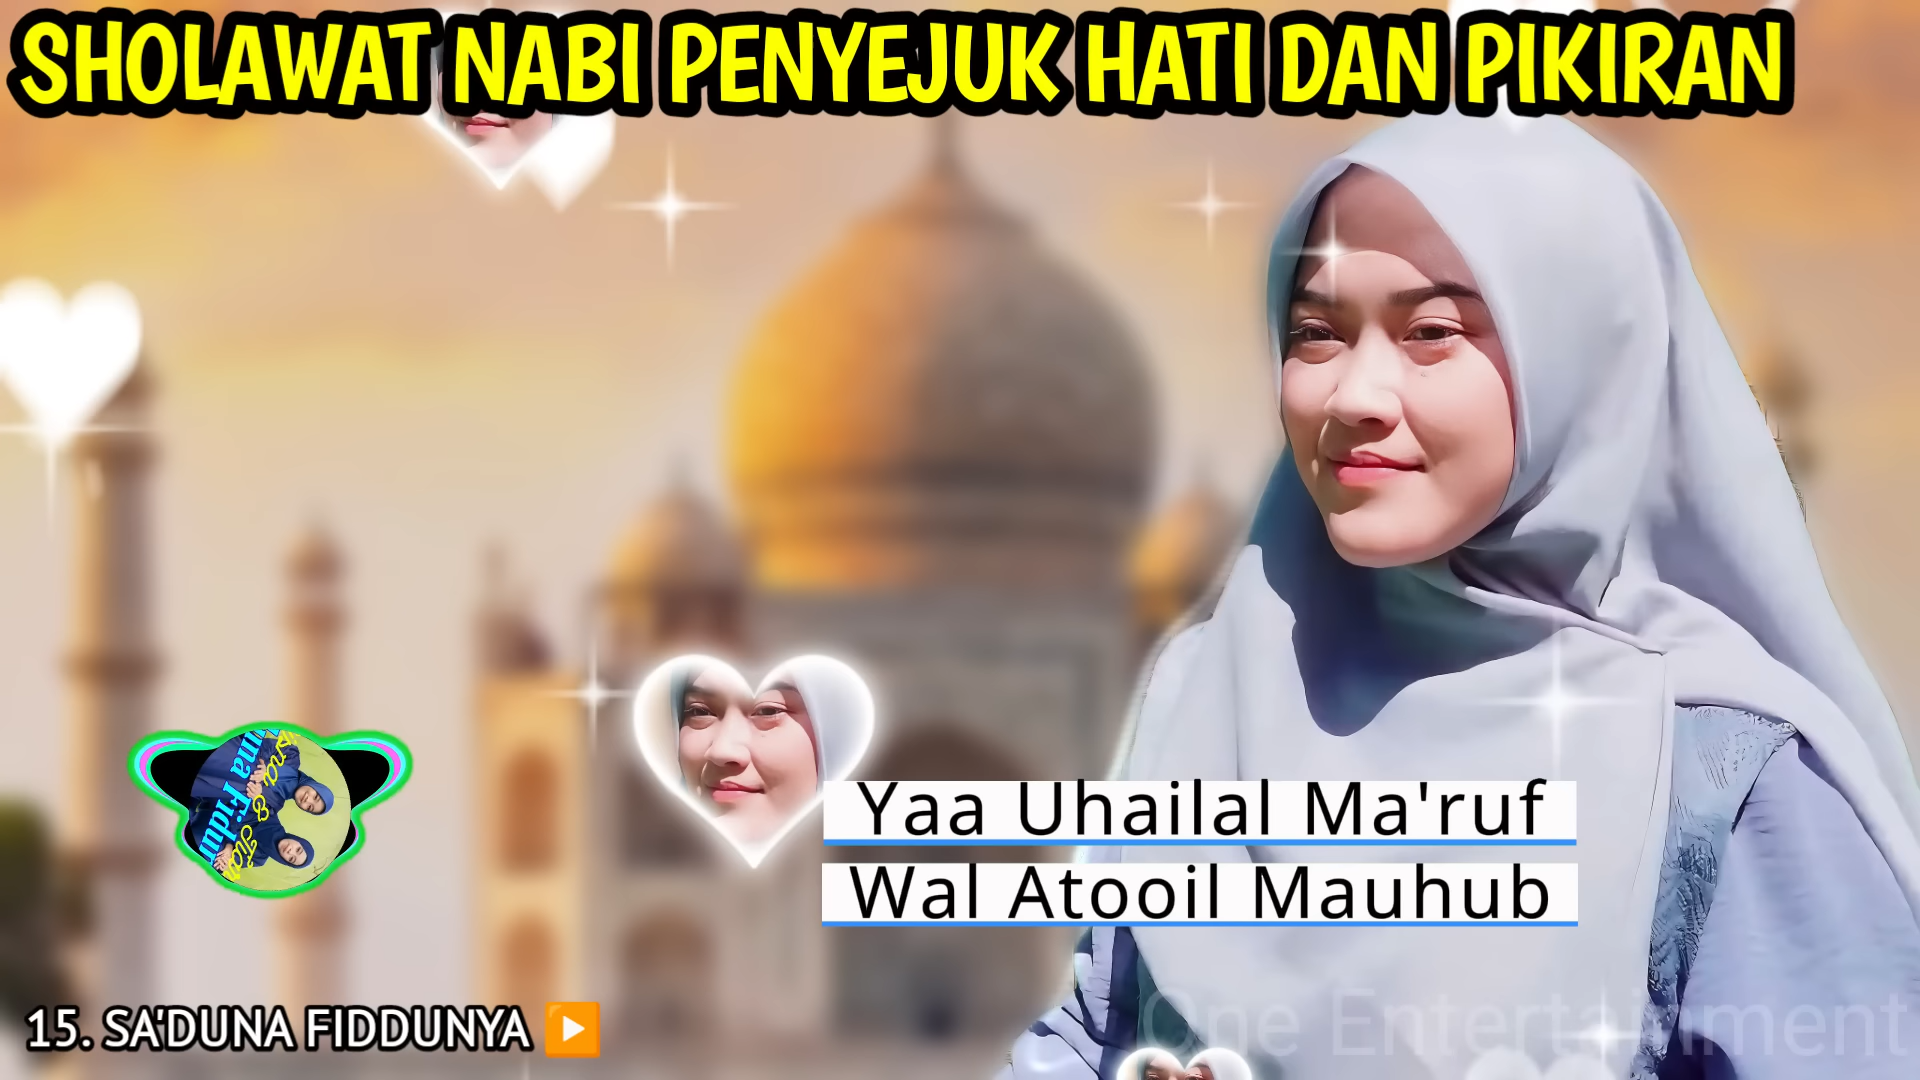 SHOLAWAT NABI PENYEJUK HATI DAN PIKIRAN
Yaa Uhailal Ma'ruf
Wal Atooil Mauhub
15. SA'DUNA FIDDUNYA
One Entertainment